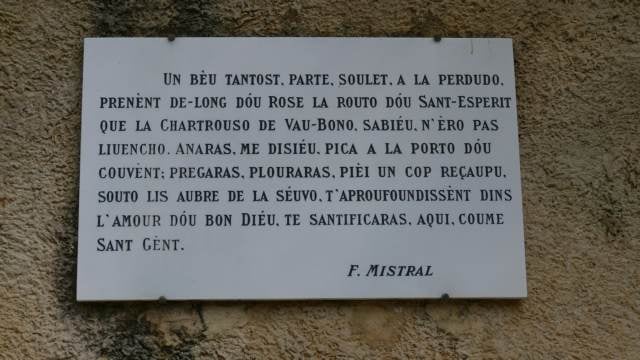 UN BÈU TANTOST, PARTE, SOULET, A LA PERDUDO,
PRENÈNT DE-LONG DÓU ROSE LA ROUTO DÓU SANT-ESPERIT
QUE LA CHARTROUSO DE VAU-BONO, SABIÉU, N'ÈRO PAS
LIUENCHO. ANARAS, ME DISIÉU, PICA A LA PORTO DÓU
COUVÈNT; PREGARAS, PLOURARAS, PIÈI UN COP REÇAUPU,
SOUTO LIS AUBRE DE LA SÉUVO, T'APROUFOUNDISSÈNT DINS
L'AMOUR DÓU BON DIÉU, TE SANTIFICARAS, AQUI, COUME
SANT GÈNT.
F. MISTRAL